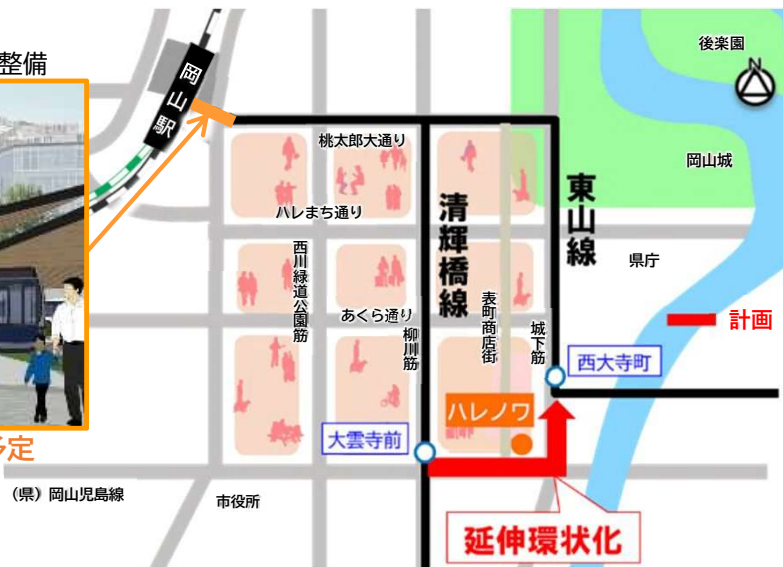 整備
岡山駅
後楽園
N
桃太郎大通り
岡山城
ハレまち通り
清輝橋線
東山線
西川緑道公園筋
県庁
表町商店街
あくら通り
柳川筋
城下筋
計画
西大寺町
ハレノワ
大雲寺前
予定
(県)岡山児島線
市役所
延伸環状化